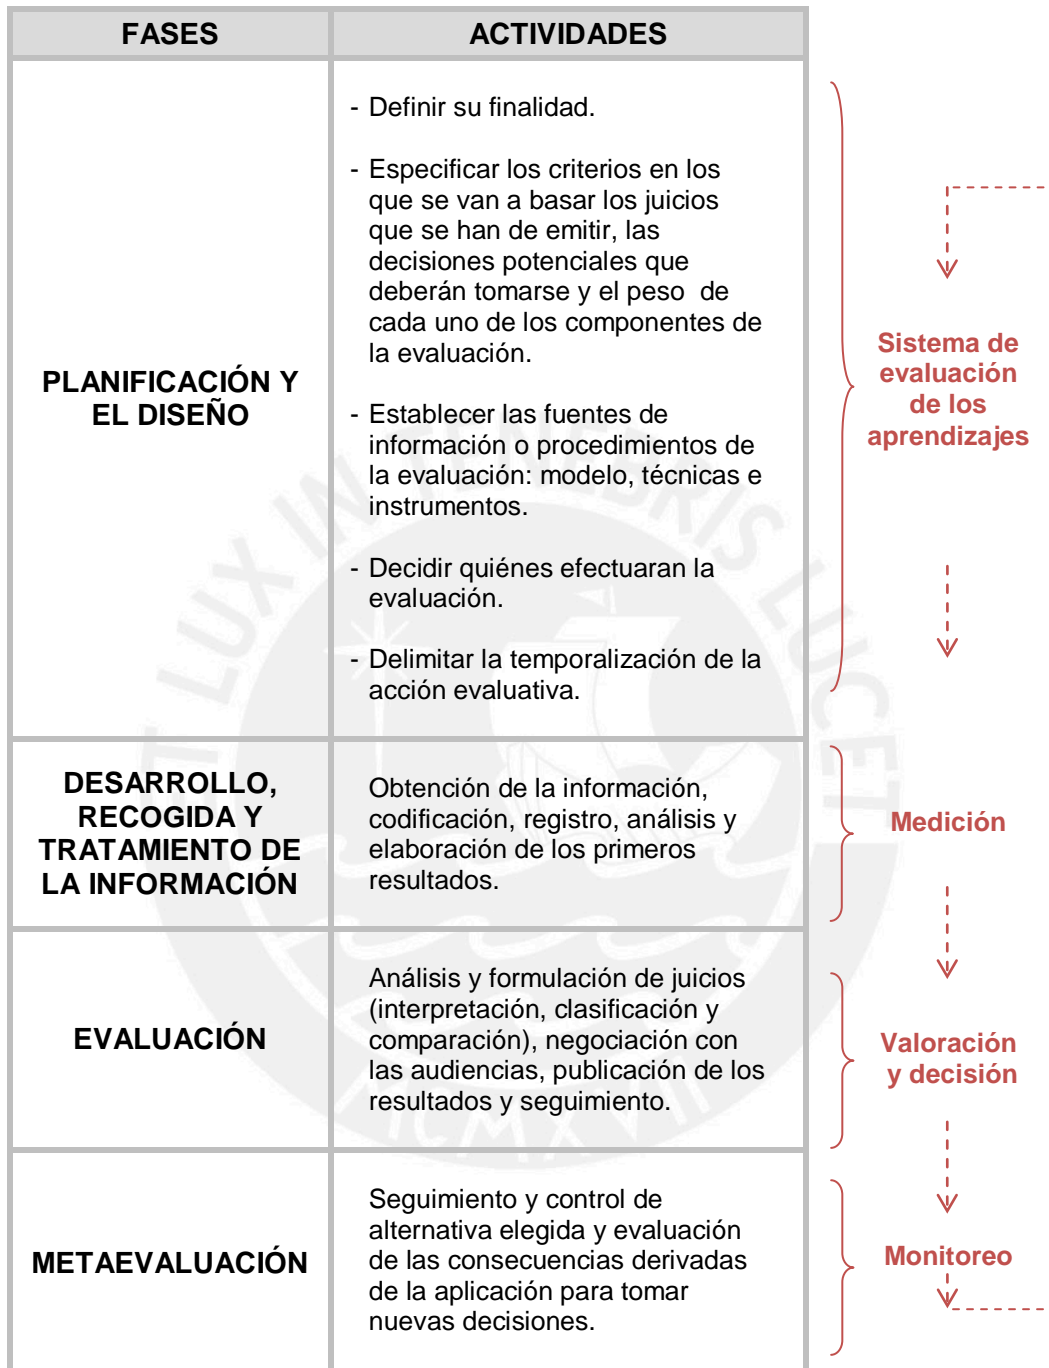 FASES
ACTIVIDADES
PLANIFICACIÓN Y
EL DISEÑO
- Definir su finalidad.
- Especificar los criterios en los
que se van a basar los juicios
que se han de emitir, las
decisiones potenciales que
deberán tomarse y el peso de
cada uno de los componentes de
la evaluación.
- Establecer las fuentes de
información o procedimientos de
la evaluación: modelo, técnicas e
instrumentos.
- Decidir quiénes efectuaran la
evaluación.
- Delimitar la temporalización de la
acción evaluativa.
Sistema de
evaluación
de los
aprendizajes
DESARROLLO,
RECOGIDA Y
TRATAMIENTO DE
LA INFORMACIÓN
Obtención de la información,
codificación, registro, análisis y
elaboración de los primeros
resultados.
Medición
EVALUACIÓN
Análisis y formulación de juicios
(interpretación, clasificación y
comparación), negociación con
las audiencias, publicación de los
resultados y seguimiento.
Valoración
y decisión
METAEVALUACIÓN
Seguimiento y control de
alternativa elegida y evaluación
de las consecuencias derivadas
de la aplicación para tomar
nuevas decisiones.
Monitoreo
ET LUX IN TENEBRIS LUCET
MCMXVII